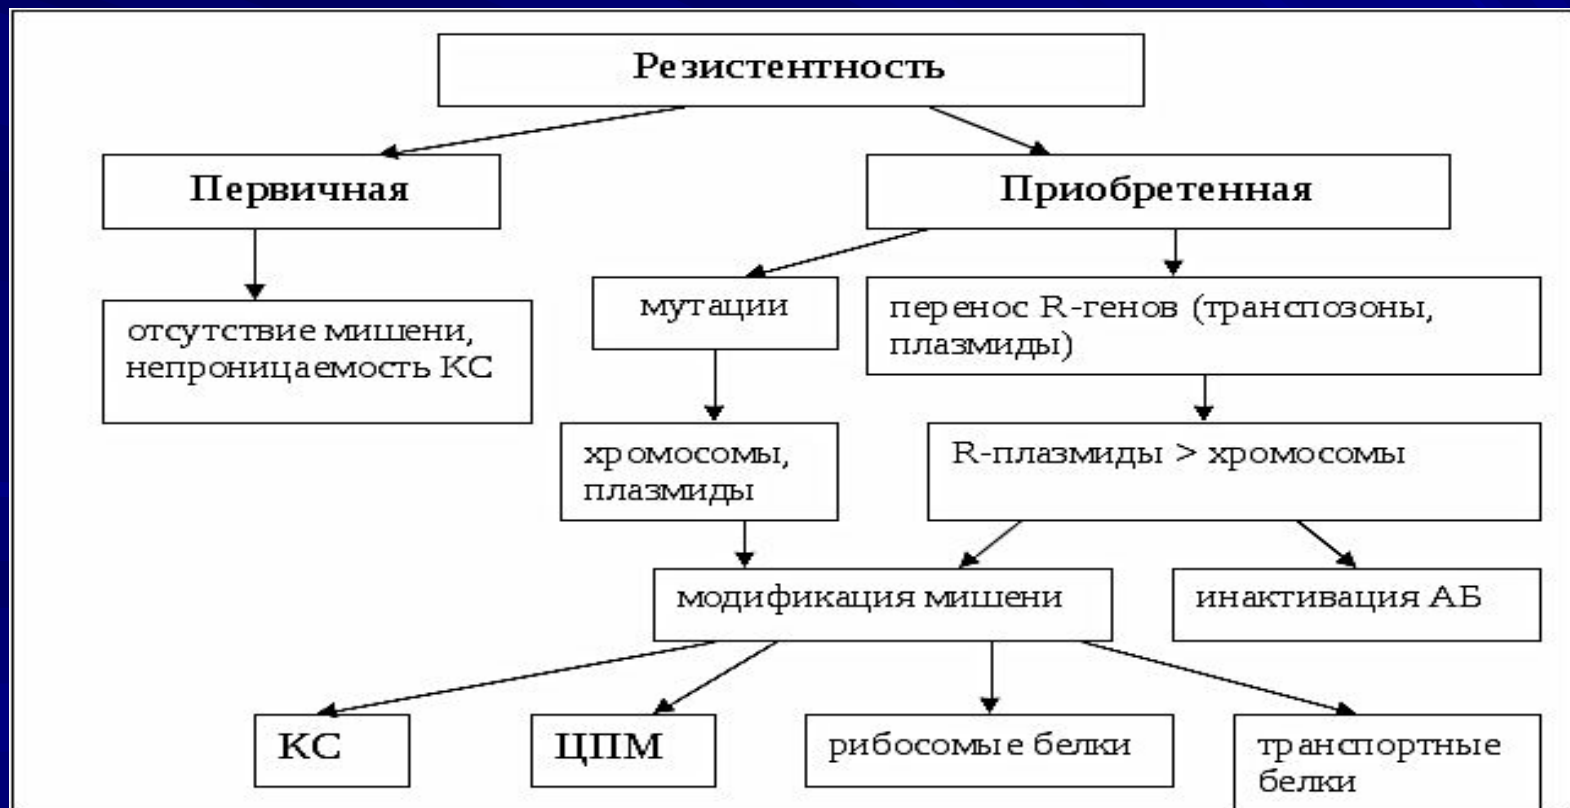 Резистентность
Первичная
Приобретенная
мутации
перенос R-генов (транспозоны,
плазмиды)
отсутствие мишени,
непроницаемость КС
хромосомы,
плазмиды
R-плазмиды > хромосомы
модификация мишени
инактивация АБ
КС
ЦПМ
рибосомые белки
транспортные
белки